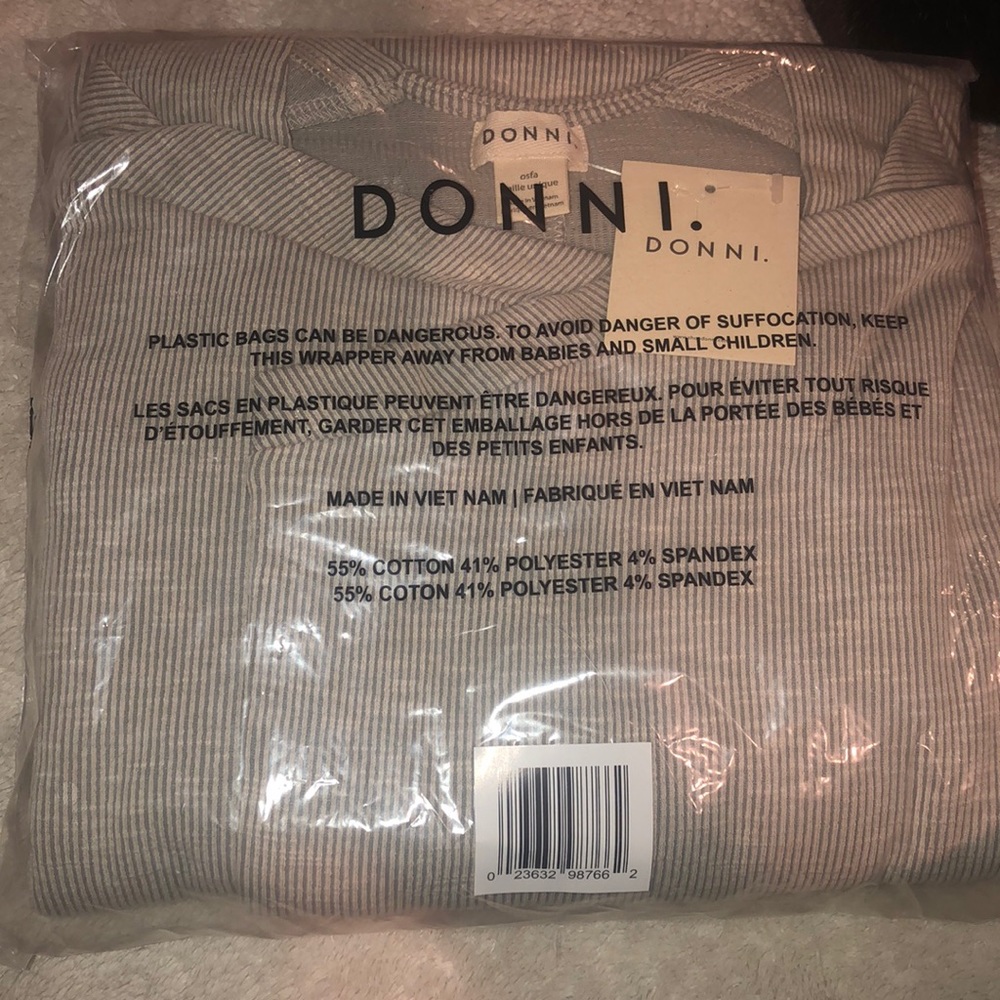 DONNI.
osfa
taille unique
DONNI.
DONNI.
PLASTIC BAGS CAN BE DANGEROUS. TO AVOID DANGER OF SUFFOCATION, KEEP
THIS WRAPPER AWAY FROM BABIES AND SMALL CHILDREN.
LES SACS EN PLASTIQUE PEUVENT ÊTRE DANGEREUX. POUR ÉVITER TOUT RISQUE
D'ÉTOUFFEMENT, GARDER CET EMBALLAGE HORS DE LA PORTÉE DES BÉBÉS ET
DES PETITS ENFANTS.
MADE IN VIET NAM | FABRIQUÉ EN VIET NAM
55% COTTON 41% POLYESTER 4% SPANDEX
55% COTON 41% POLYESTER 4% SPANDEX
0 23632 98766 2